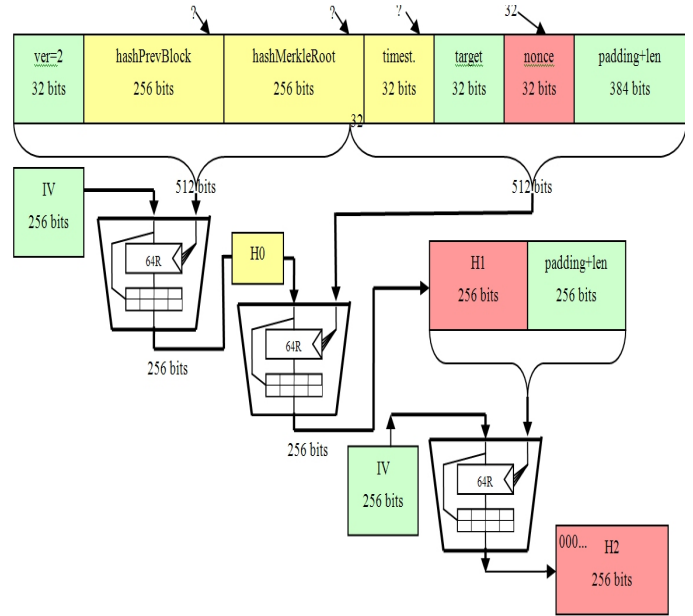 ? ? ? 32
ver=2 hashPrevBlock hashMerkleRoot timest. target nonce padding+len
32 bits 256 bits 256 bits 32 bits 32 bits 32 bits 384 bits
32
512 bits 512 bits
IV
256 bits
64R
H0
256 bits
H1 padding+len
256 bits 256 bits
64R
256 bits
IV
256 bits
64R
000... H2
256 bits